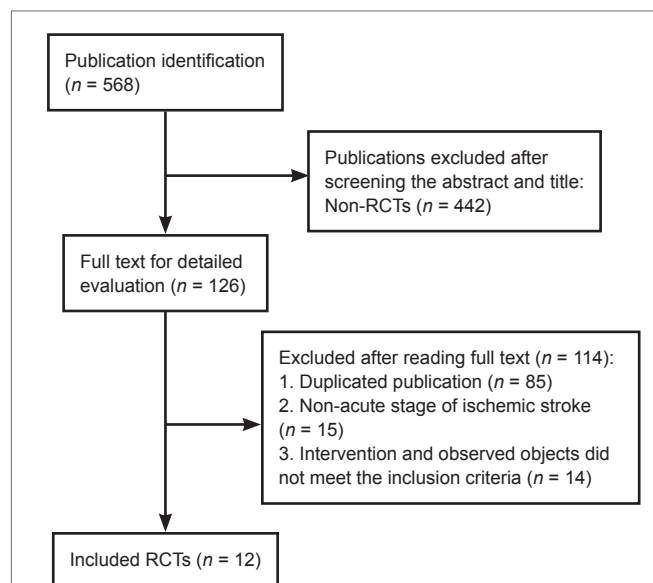 Publication identification
(n = 568)
Publications excluded after
screening the abstract and title:
Non-RCTs (n = 442)
Full text for detailed
evaluation (n = 126)
Excluded after reading full text (n = 114):
1. Duplicated publication (n = 85)
2. Non-acute stage of ischemic stroke
(n = 15)
3. Intervention and observed objects did
not meet the inclusion criteria (n = 14)
Included RCTs (n = 12)